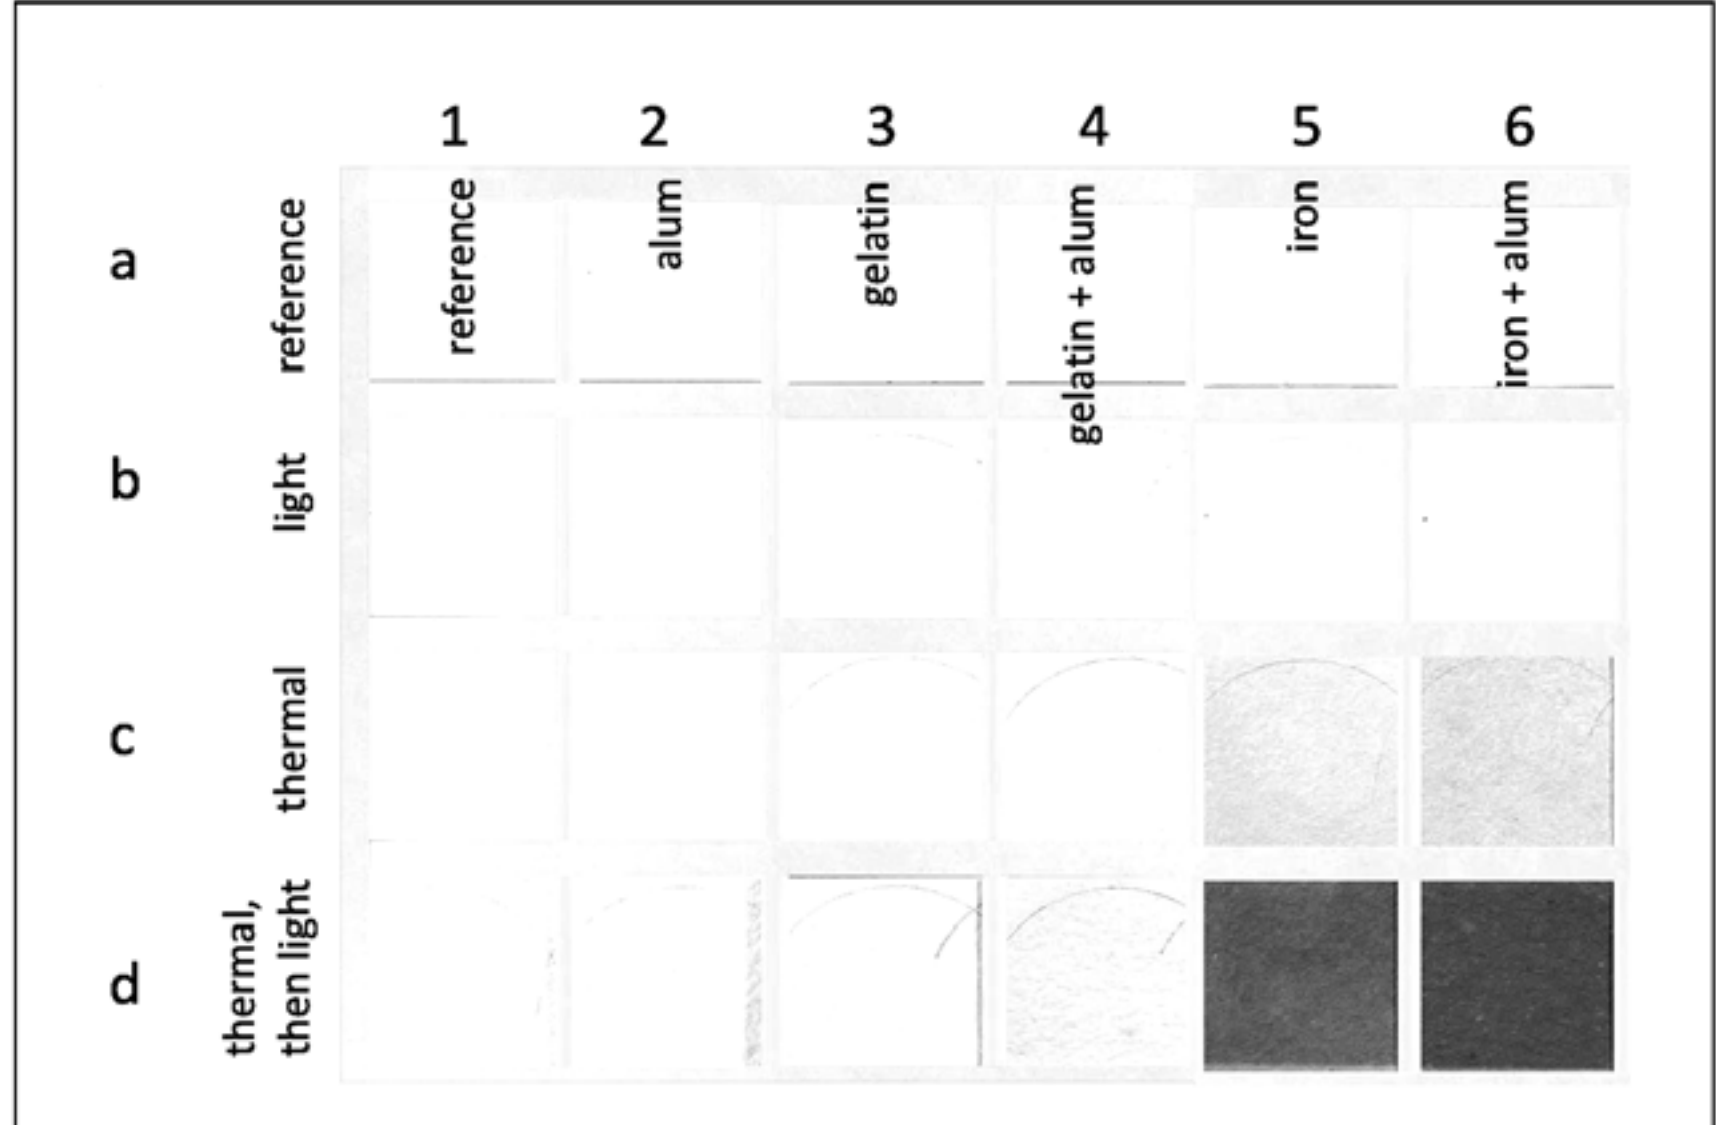 1 2 3 4 5 6
reference
alum
gelatin
gelatin + alum
iron
iron + alum
a
reference
b
light
c
thermal
d
thermal,
then light